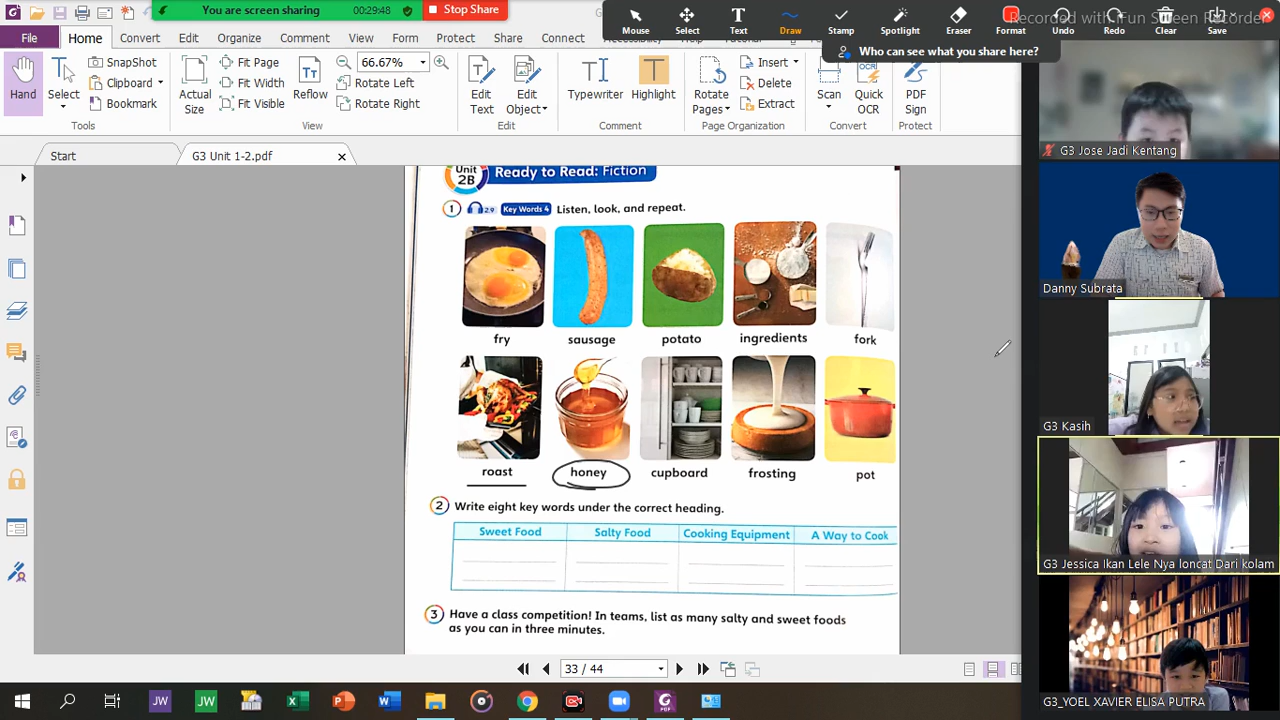 You are screen sharing
00:29:48
Stop Share
Mouse
Select
Text
Draw
Stamp
Spotlight
Eraser
Format
Undo
Redo
Clear
Save
Recorded with iFun Screen Recorder
Who can see what you share here?
File
Home
Convert
Edit
Organize
Comment
View
Form
Protect
Share
Connect
Hand
Select
SnapShot
Clipboard
Bookmark
Tools
Actual Size
Fit Page
Fit Width
Fit Visible
Reflow
66.67%
Rotate Left
Rotate Right
View
Edit Text
Edit Object
Edit
Typewriter
Highlight
Comment
Rotate Pages
Insert
Delete
Extract
Page Organization
Scan
Quick OCR
Convert
PDF Sign
Protect
Start
G3 Unit 1-2.pdf
Unit 2B
Ready to Read: Fiction
1 2.9 Key Words 4 Listen, look, and repeat.
fry sausage potato ingredients fork
roast honey cupboard frosting pot
2 Write eight key words under the correct heading.
Sweet Food Salty Food Cooking Equipment A Way to Cook
3 Have a class competition! In teams, list as many salty and sweet foods
as you can in three minutes.
33 / 44
G3 Jose Jadi Kentang
Danny Subrata
G3 Kasih
G3 Jessica Ikan Lele Nya loncat Dari kolam
G3_YOEL XAVIER ELISA PUTRA